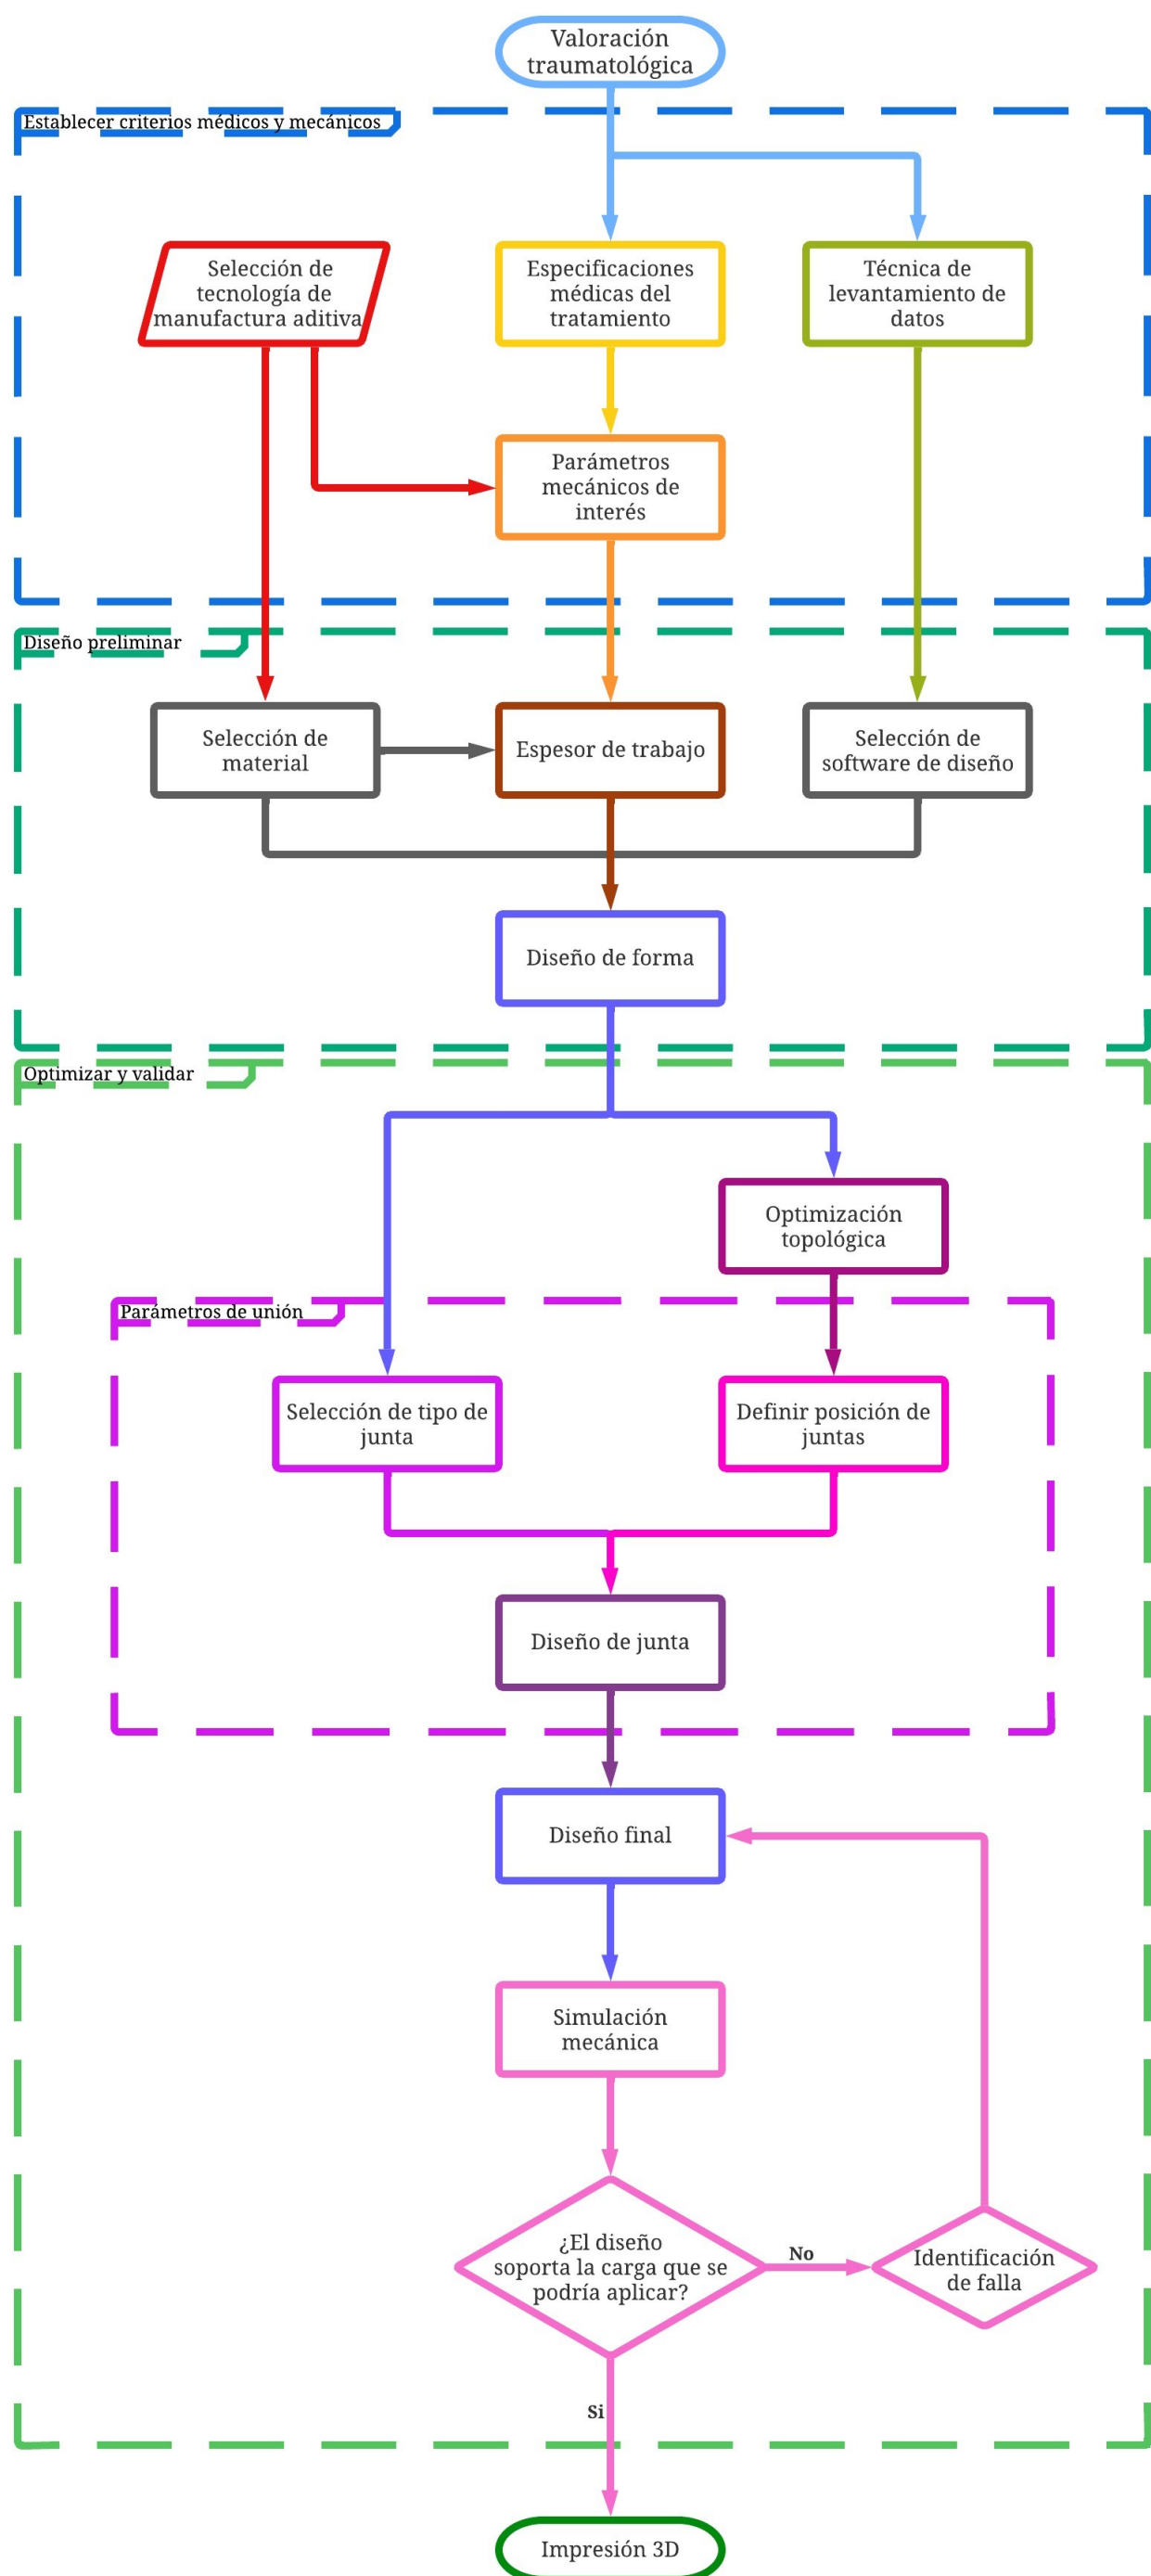 Valoración
traumatológica
Establecer criterios médicos y mecánicos
Selección de
tecnología de
manufactura aditiva
Especificaciones
médicas del
tratamiento
Técnica de
levantamiento de
datos
Parámetros
mecánicos de
interés
Diseño preliminar
Selección de
material
Espesor de trabajo
Selección de
software de diseño
Diseño de forma
Optimizar y validar
Optimización
topológica
Parámetros de unión
Selección de tipo de
junta
Definir posición de
juntas
Diseño de junta
Diseño final
Simulación
mecánica
¿El diseño
soporta la carga que se
podría aplicar?
No
Identificación
de falla
Si
Impresión 3D